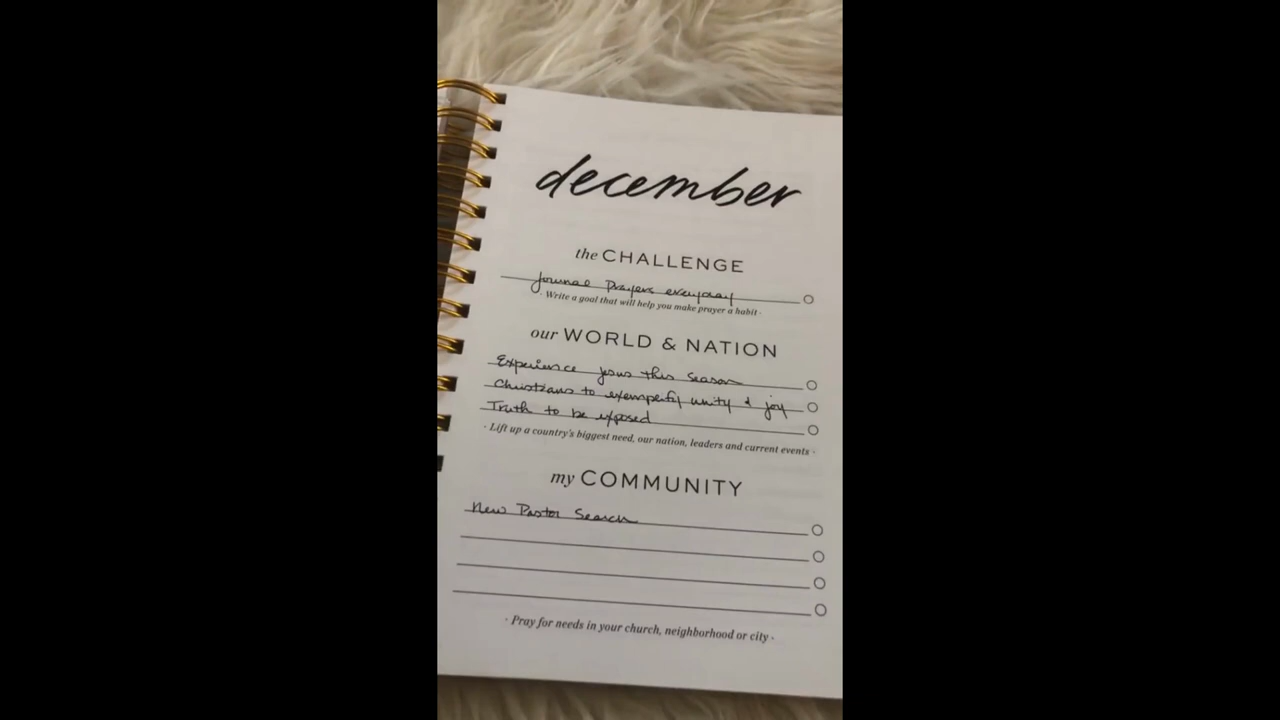 december
the CHALLENGE
Journal Prayers everyday
· Write a goal that will help you make prayer a habit ·
our WORLD & NATION
Experience Jesus this Season
Christians to exemplify unity & joy
Truth to be exposed
· Lift up a country's biggest need, our nation, leaders and current events ·
my COMMUNITY
New Pastor Search
· Pray for needs in your church, neighborhood or city ·